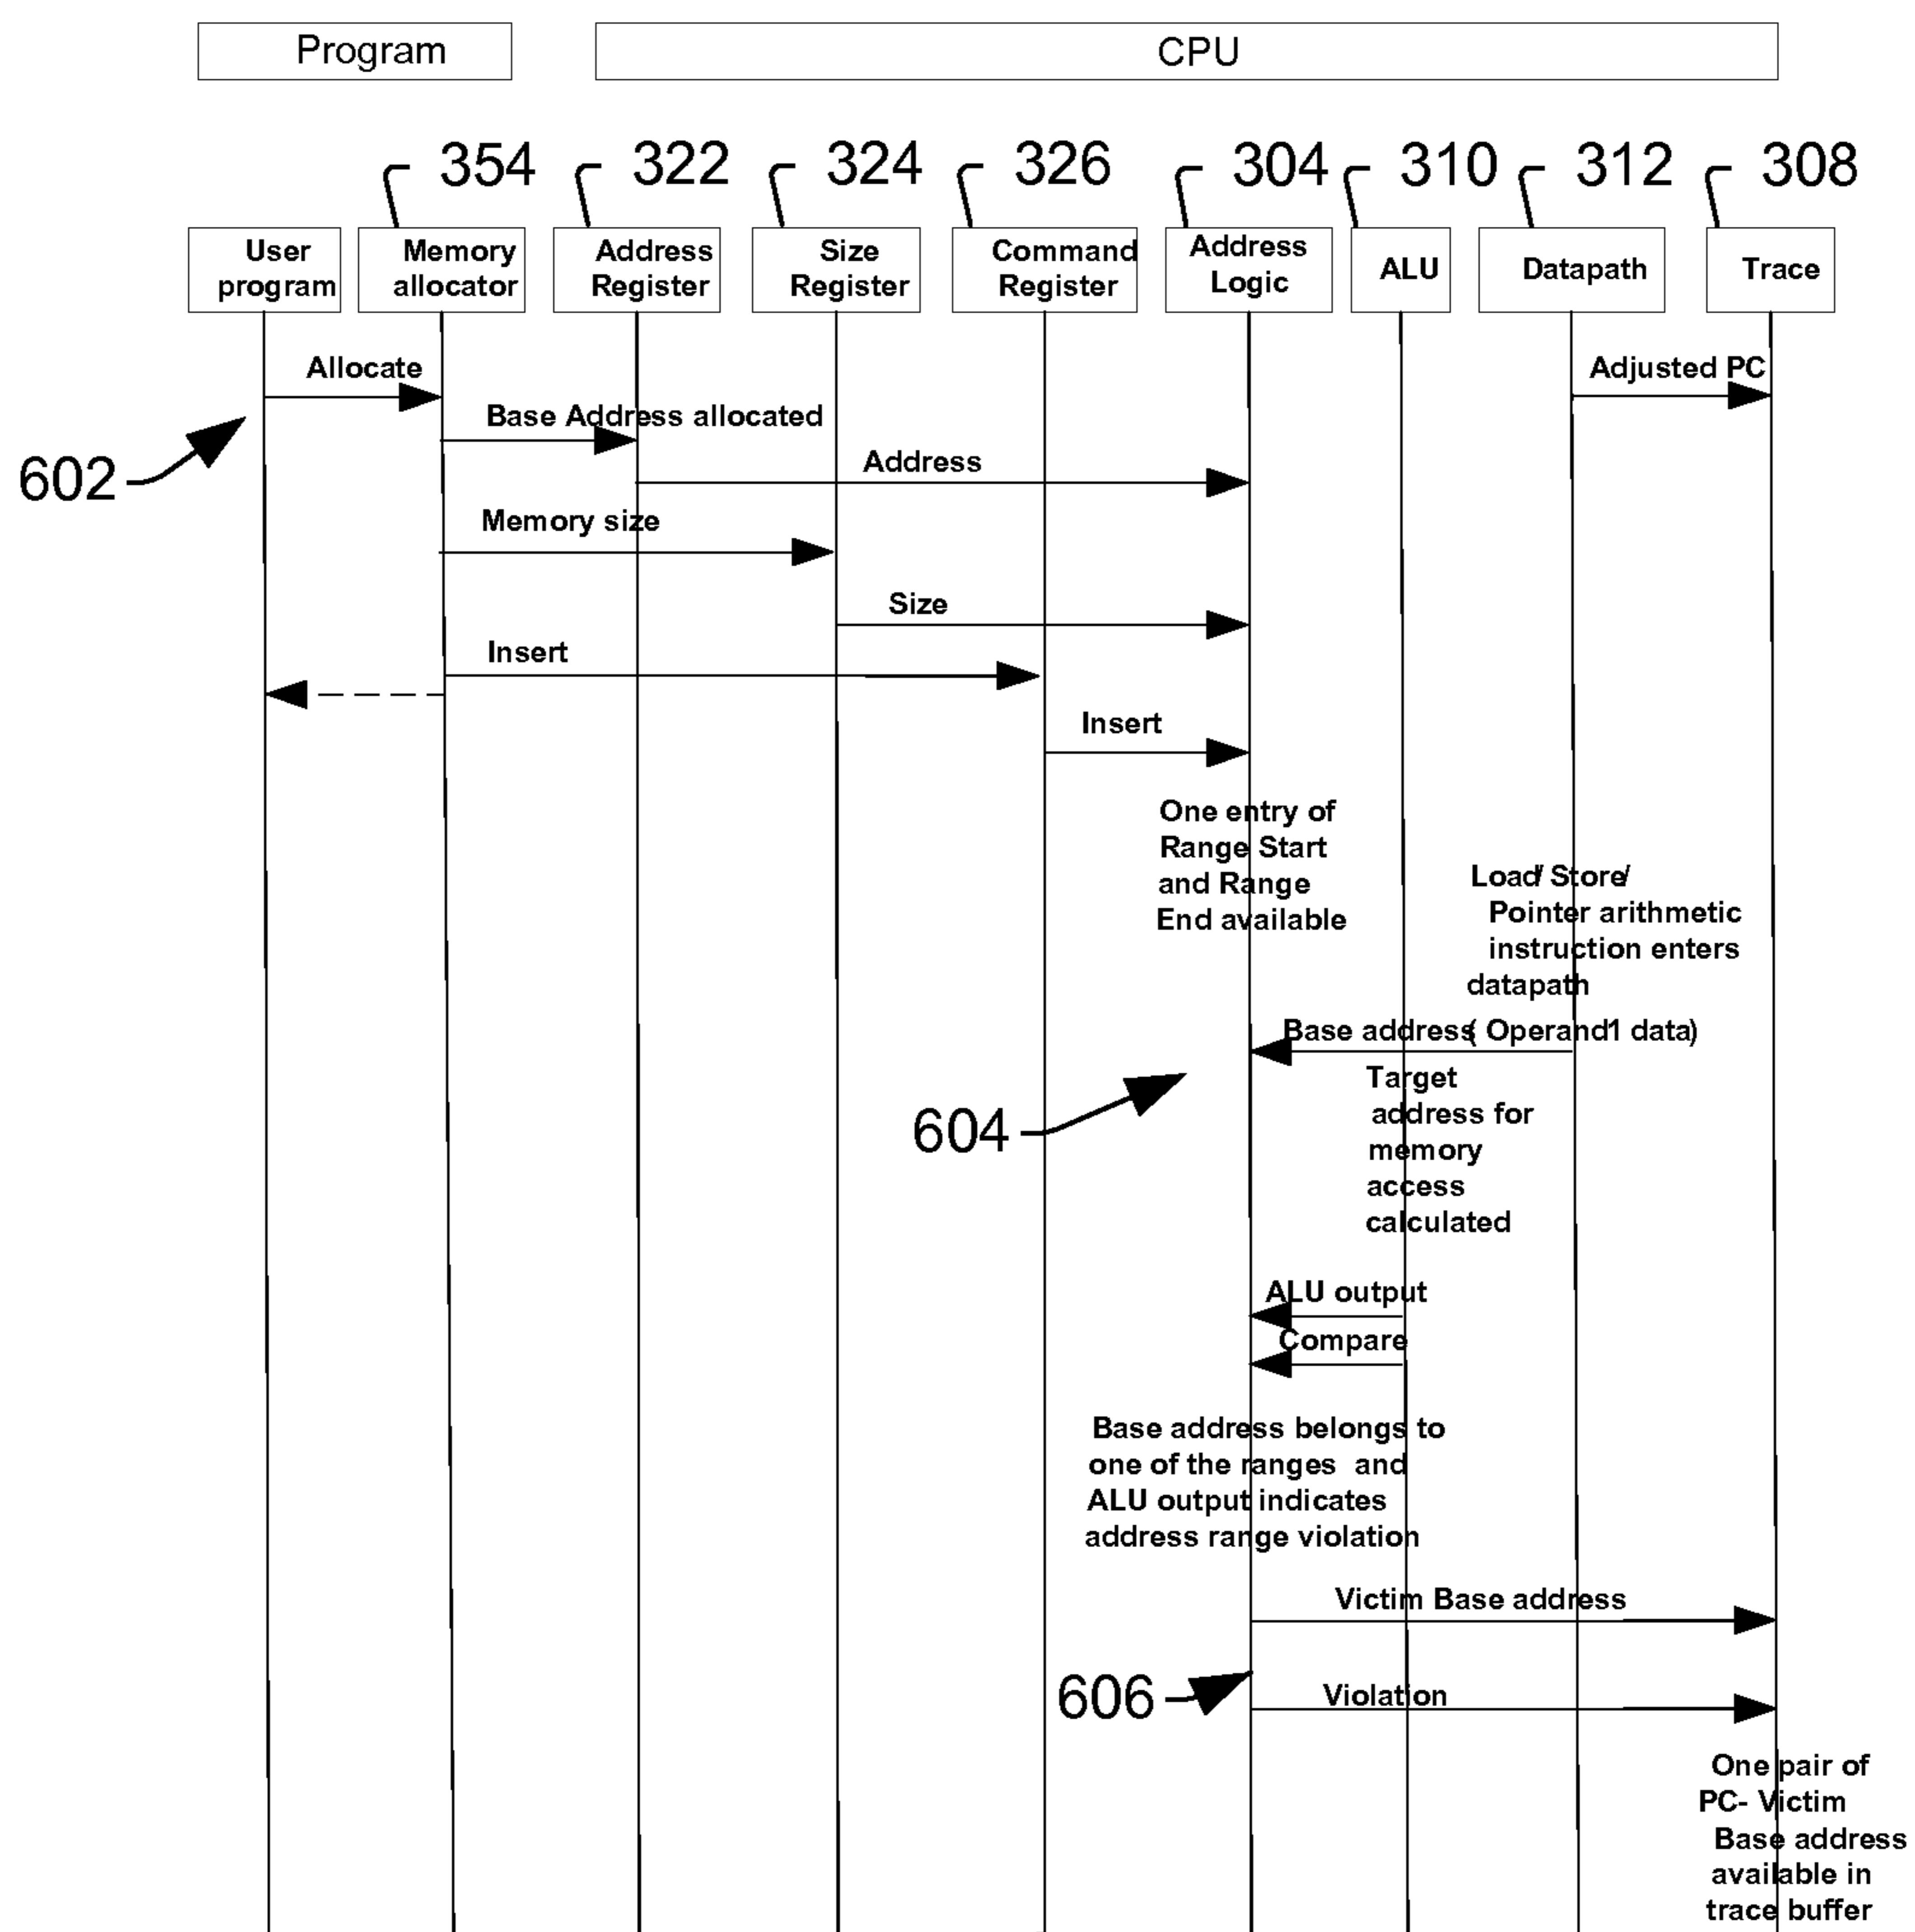 Program
CPU
354
322
324
326
304
310
312
308
User
program
Memory
allocator
Address
Register
Size
Register
Command
Register
Address
Logic
ALU
Datapath
Trace
Allocate
Adjusted PC
Base Address allocated
602
Address
Memory size
Size
Insert
Insert
One entry of
Range Start
and Range
End available
Load/ Store/
Pointer arithmetic
instruction enters
datapath
Base address( Operand1 data)
604
Target
address for
memory
access
calculated
ALU output
Compare
Base address belongs to
one of the ranges and
ALU output indicates
address range violation
Victim Base address
606
Violation
One pair of
PC- Victim
Base address
available in
trace buffer